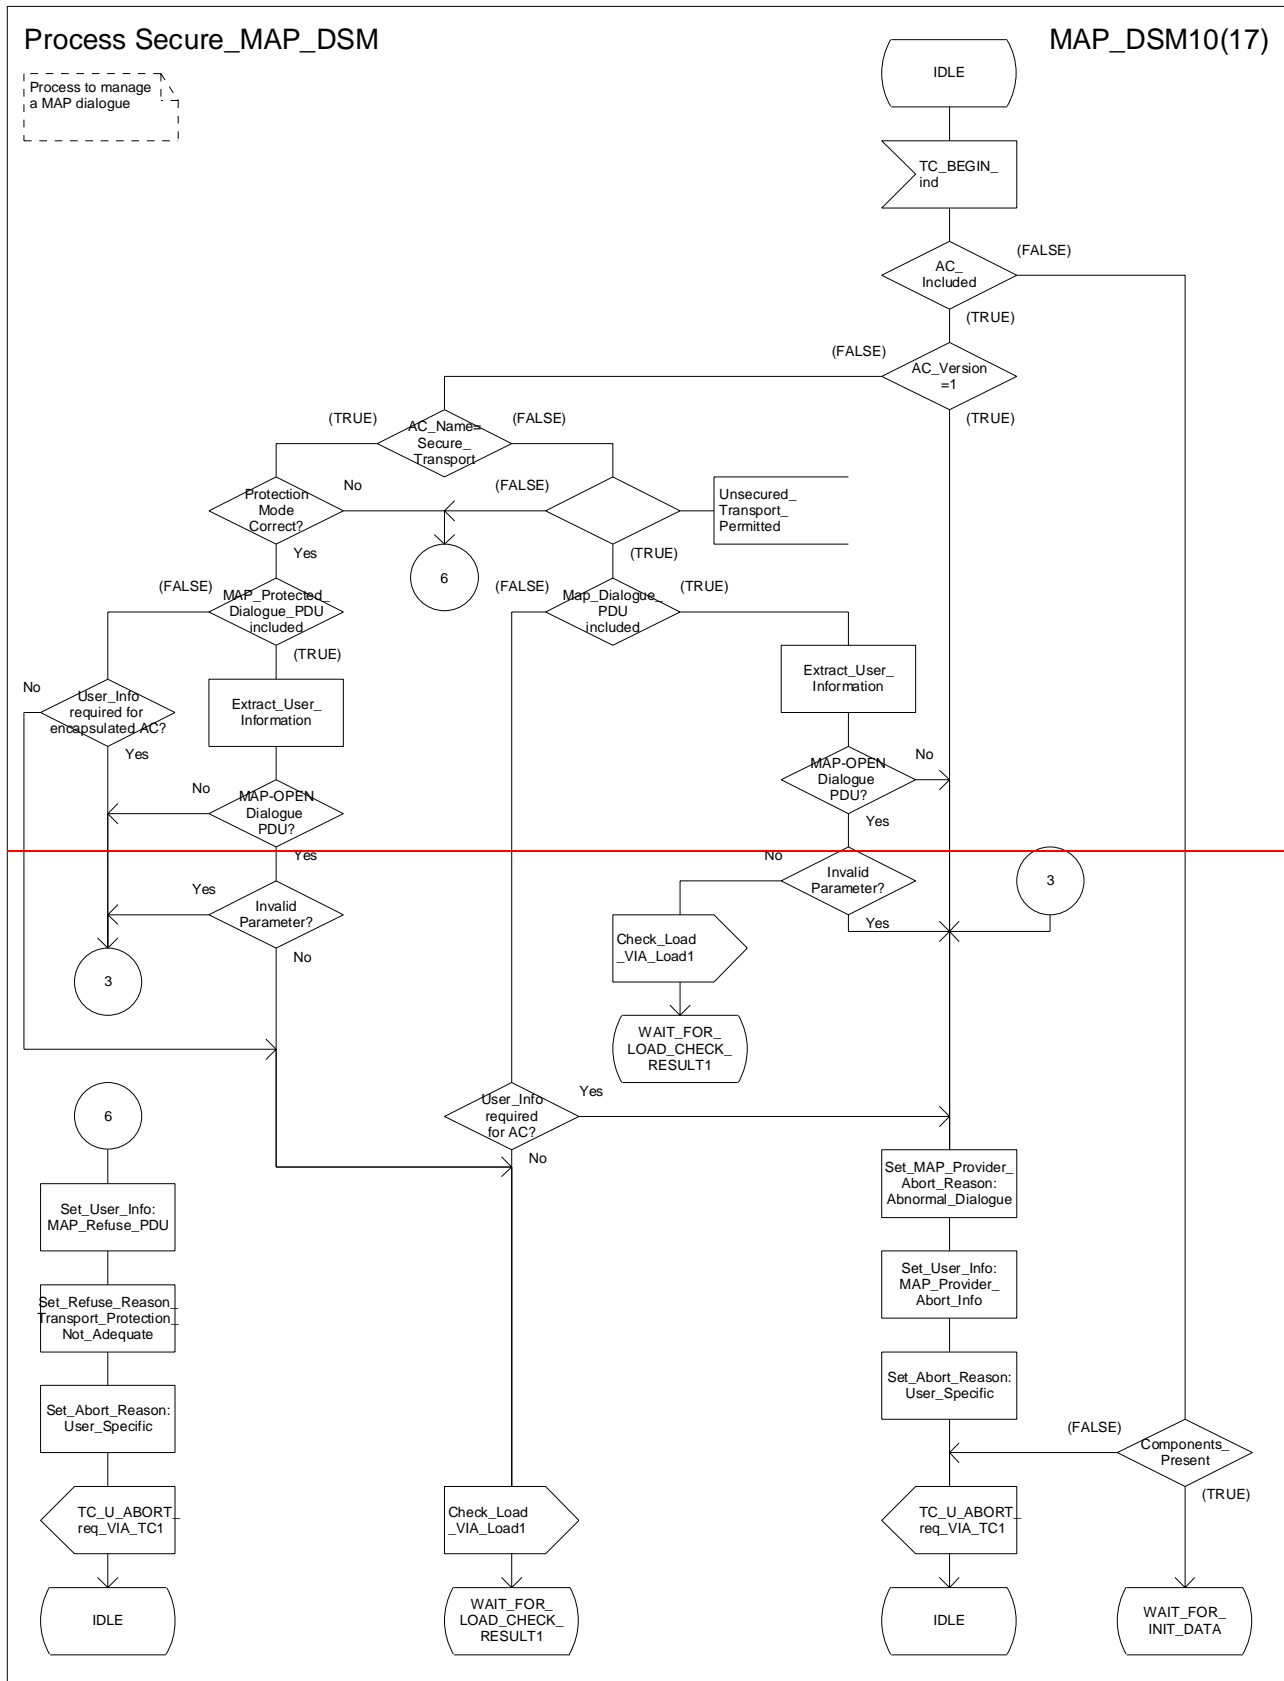 Process Secure_MAP_DSM
MAP_DSM10(17)
Process to manage
a MAP dialogue
IDLE
TC_BEGIN_
ind
AC_
Included
(FALSE)
(TRUE)
AC_Version
=1
(FALSE)
(TRUE)
AC_Name=
Secure_
Transport
(TRUE)
(FALSE)
Protection
Mode
Correct?
No
Yes
(FALSE)
(TRUE)
Unsecured_
Transport_
Permitted
6
MAP_Protected_
Dialogue_PDU
included
(FALSE)
(TRUE)
Map_Dialogue_
PDU
included
(FALSE)
(TRUE)
User_Info
required for
encapsulated AC?
No
Yes
Extract_User_
Information
Extract_User_
Information
MAP-OPEN
Dialogue
PDU?
No
Yes
MAP-OPEN
Dialogue
PDU?
No
Yes
Invalid
Parameter?
Yes
No
Invalid
Parameter?
No
Yes
3
3
Check_Load
_VIA_Load1
WAIT_FOR_
LOAD_CHECK_
RESULT1
6
User_Info
required
for AC?
Yes
No
Set_User_Info:
MAP_Refuse_PDU
Set_Refuse_Reason_
Transport_Protection_
Not_Adequate
Set_Abort_Reason:
User_Specific
TC_U_ABORT_
req_VIA_TC1
IDLE
Check_Load
_VIA_Load1
WAIT_FOR_
LOAD_CHECK_
RESULT1
Set_MAP_Provider_
Abort_Reason:
Abnormal_Dialogue
Set_User_Info:
MAP_Provider_
Abort_Info
Set_Abort_Reason:
User_Specific
(FALSE)
Components_
Present
(TRUE)
TC_U_ABORT_
req_VIA_TC1
IDLE
WAIT_FOR_
INIT_DATA